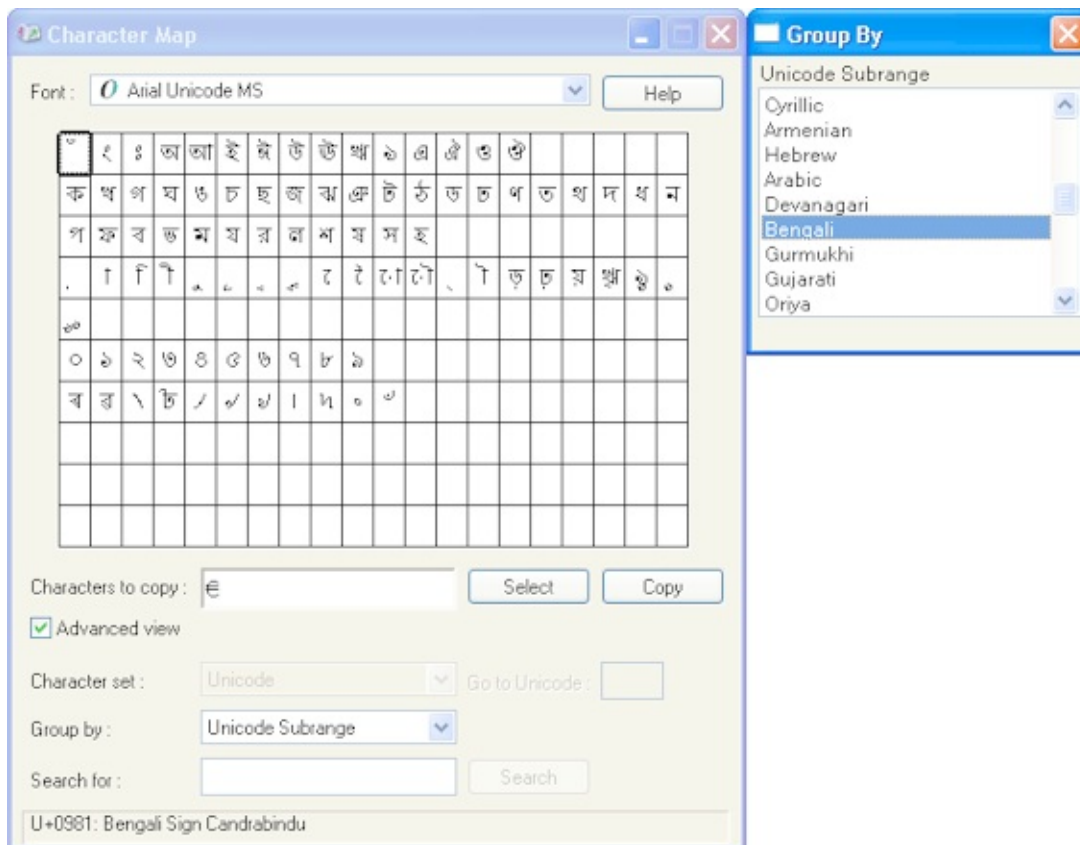 Character Map
Font : O Arial Unicode MS Help
ঁ ং ঃ অ আ ই ঈ উ ঊ ঋ ঌ এ ঐ ও ঔ
ক খ গ ঘ ঙ চ ছ জ ঝ ঞ ট ঠ ড ঢ ণ ত থ দ ধ ন
প ফ ব ভ ম য র ল শ ষ স হ
় া ি ী ু ূ ৃ ৄ ে ৈ ো ৌ ্ ৗ ড় ঢ় য় ৠ ৡ ৢ
ৣ
০ ১ ২ ৩ ৪ ৫ ৬ ৭ ৮ ৯
ৰ ৱ ৲ ৳ ৴ ৵ ৶ ৷ ৸ ৹ ৺
Characters to copy : € Select Copy
Advanced view
Character set : Unicode Go to Unicode :
Group by : Unicode Subrange
Search for : Search
U+0981: Bengali Sign Candrabindu
Group By
Unicode Subrange
Cyrillic
Armenian
Hebrew
Arabic
Devanagari
Bengali
Gurmukhi
Gujarati
Oriya